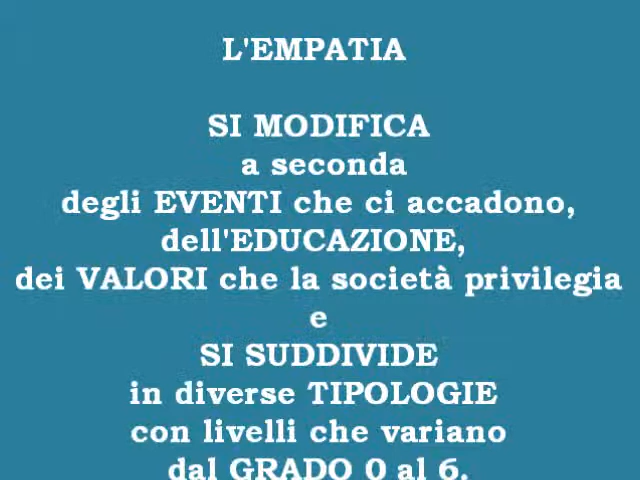 L'EMPATIA
SI MODIFICA
a seconda
degli EVENTI che ci accadono,
dell'EDUCAZIONE,
dei VALORI che la società privilegia
e
SI SUDDIVIDE
in diverse TIPOLOGIE
con livelli che variano
dal GRADO 0 al 6.